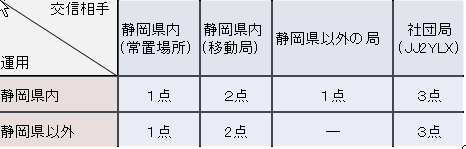 交信相手
運用
静岡県内
(常置場所)
静岡県内
(移動局)
静岡県以外の局
社団局
(JJ2YLX)
静岡県内
1点
2点
1点
3点
静岡県以外
1点
2点
―
3点